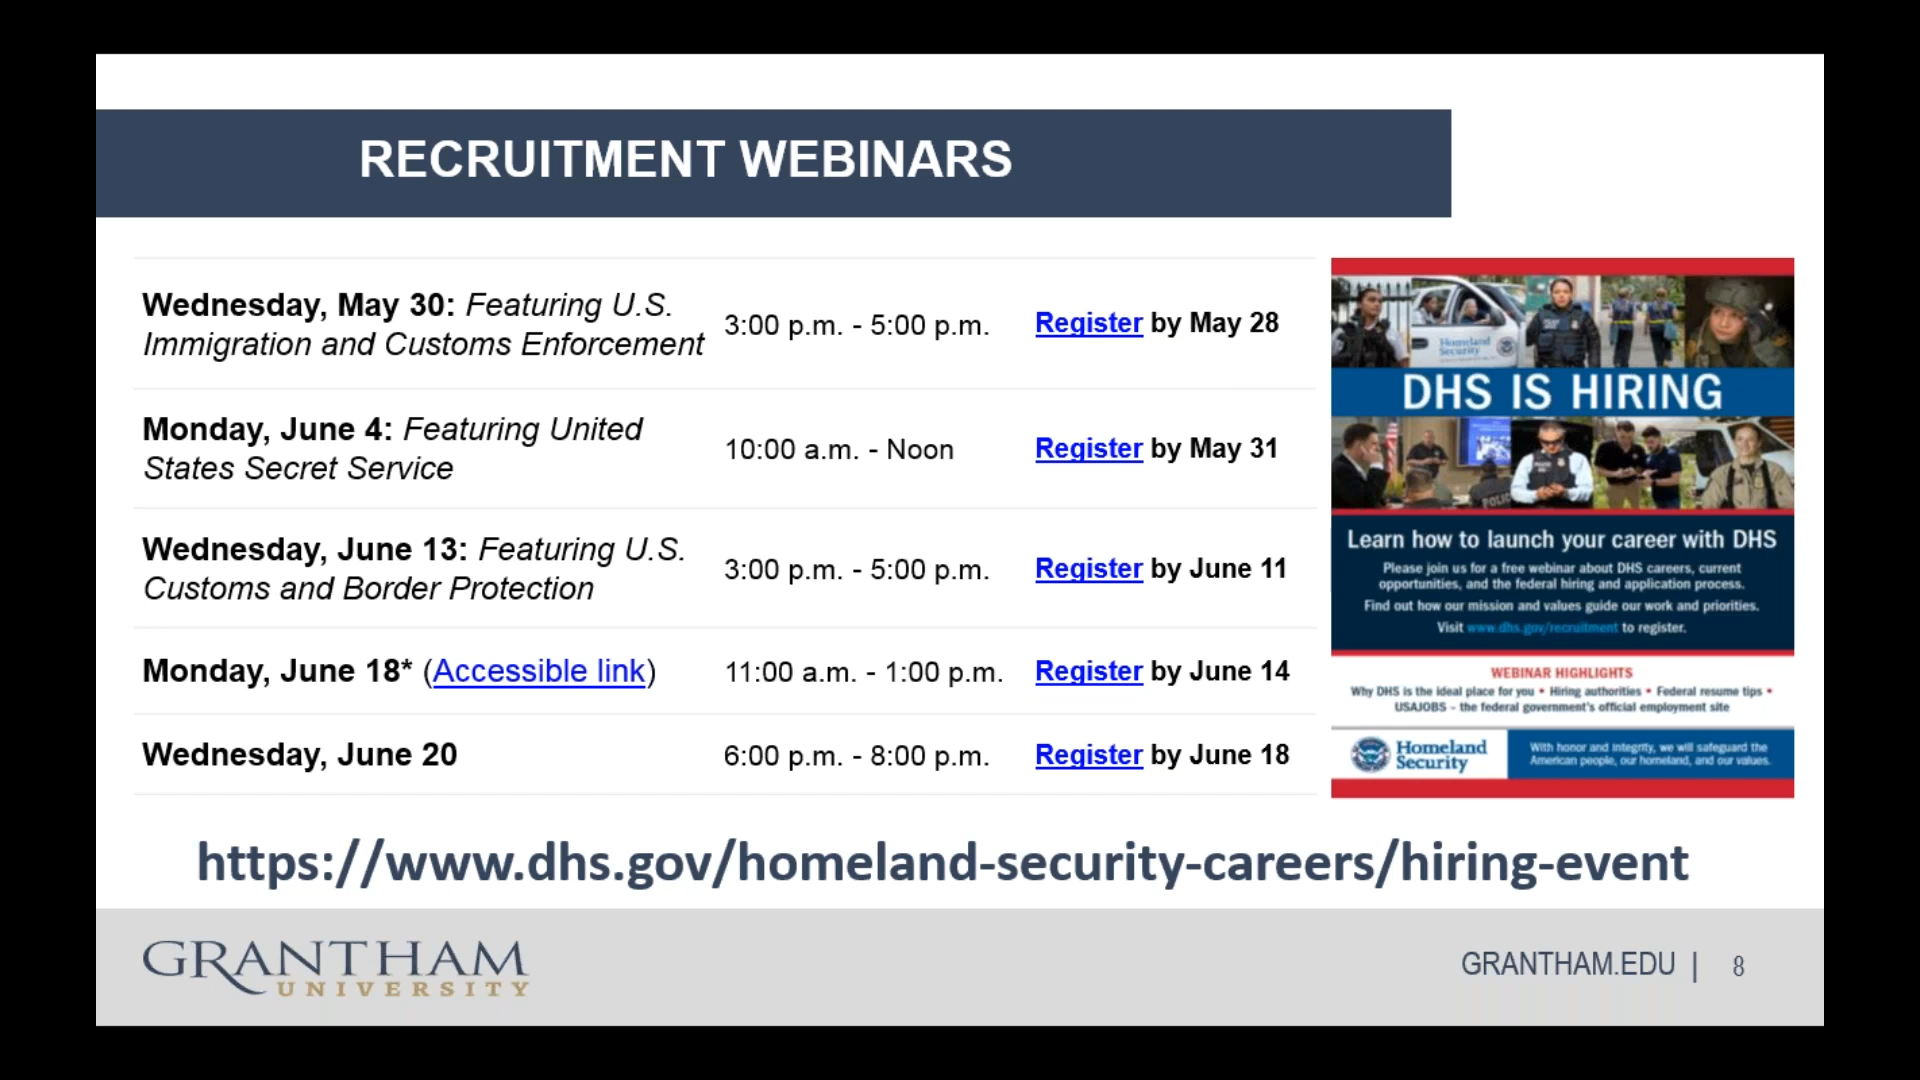 RECRUITMENT WEBINARS
Wednesday, May 30: Featuring U.S.
Immigration and Customs Enforcement
3:00 p.m. - 5:00 p.m.
Register by May 28
Monday, June 4: Featuring United
States Secret Service
10:00 a.m. - Noon
Register by May 31
Wednesday, June 13: Featuring U.S.
Customs and Border Protection
3:00 p.m. - 5:00 p.m.
Register by June 11
Monday, June 18* (Accessible link)
11:00 a.m. - 1:00 p.m.
Register by June 14
Wednesday, June 20
6:00 p.m. - 8:00 p.m.
Register by June 18
Homeland
Security
DHS IS HIRING
POLIC
Learn how to launch your career with DHS
Please join us for a free webinar about DHS careers, current
opportunities, and the federal hiring and application process.
Find out how our mission and values guide our work and priorities.
Visit www.dhs.gov/recruitment to register.
WEBINAR HIGHLIGHTS
Why DHS is the ideal place for you • Hiring authorities • Federal resume tips •
USAJOBS – the federal government's official employment site
Homeland
Security
With honor and integrity, we will safeguard the
American people, our homeland, and our values.
https://www.dhs.gov/homeland-security-careers/hiring-event
GRANTHAM
UNIVERSITY
GRANTHAM.EDU | 8